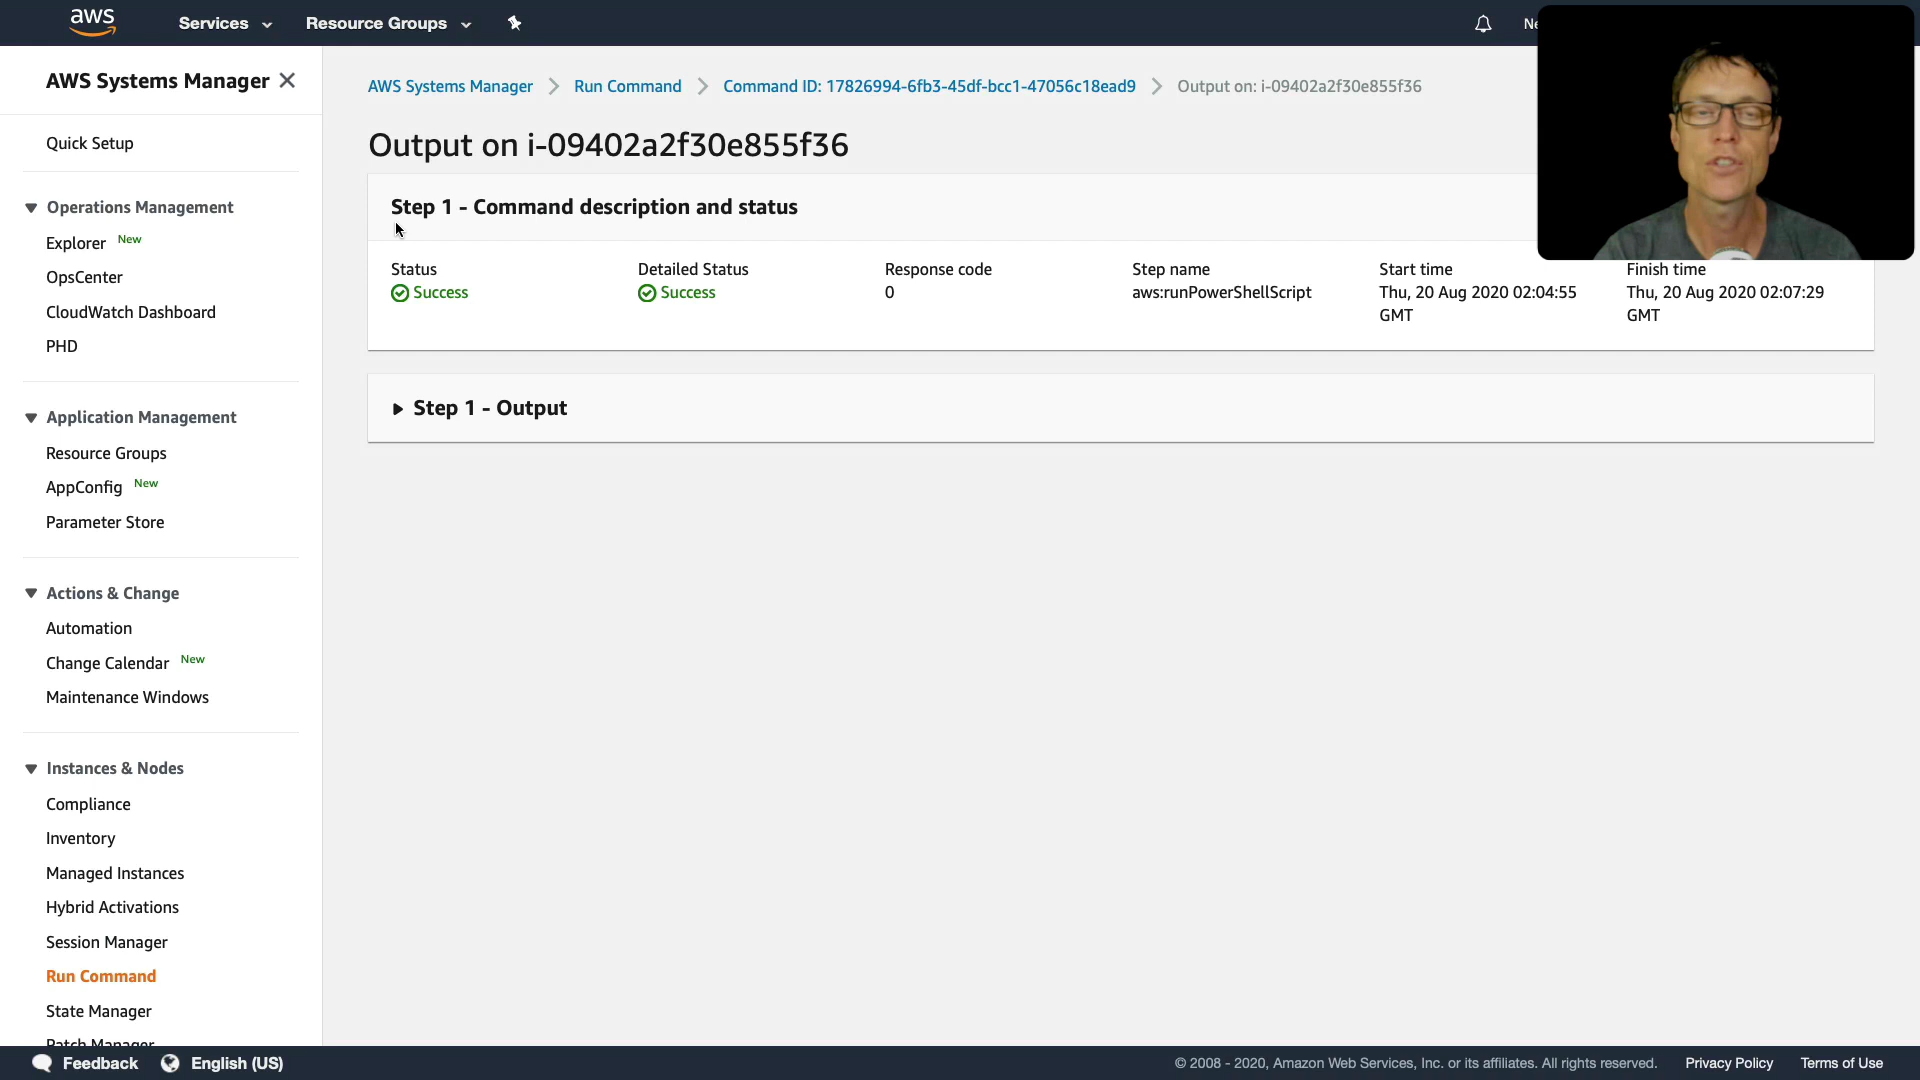 aws
Services
Resource Groups
AWS Systems Manager
Quick Setup
Operations Management
Explorer New
OpsCenter
CloudWatch Dashboard
PHD
Application Management
Resource Groups
AppConfig New
Parameter Store
Actions & Change
Automation
Change Calendar New
Maintenance Windows
Instances & Nodes
Compliance
Inventory
Managed Instances
Hybrid Activations
Session Manager
Run Command
State Manager
Patch Manager
AWS Systems Manager > Run Command > Command ID: 17826994-6fb3-45df-bcc1-47056c18ead9 > Output on: i-09402a2f30e855f36
Output on i-09402a2f30e855f36
Step 1 - Command description and status
Status
Success
Detailed Status
Success
Response code
0
Step name
aws:runPowerShellScript
Start time
Thu, 20 Aug 2020 02:04:55
GMT
Finish time
Thu, 20 Aug 2020 02:07:29
GMT
Step 1 - Output
Feedback
English (US)
© 2008 - 2020, Amazon Web Services, Inc. or its affiliates. All rights reserved.
Privacy Policy
Terms of Use